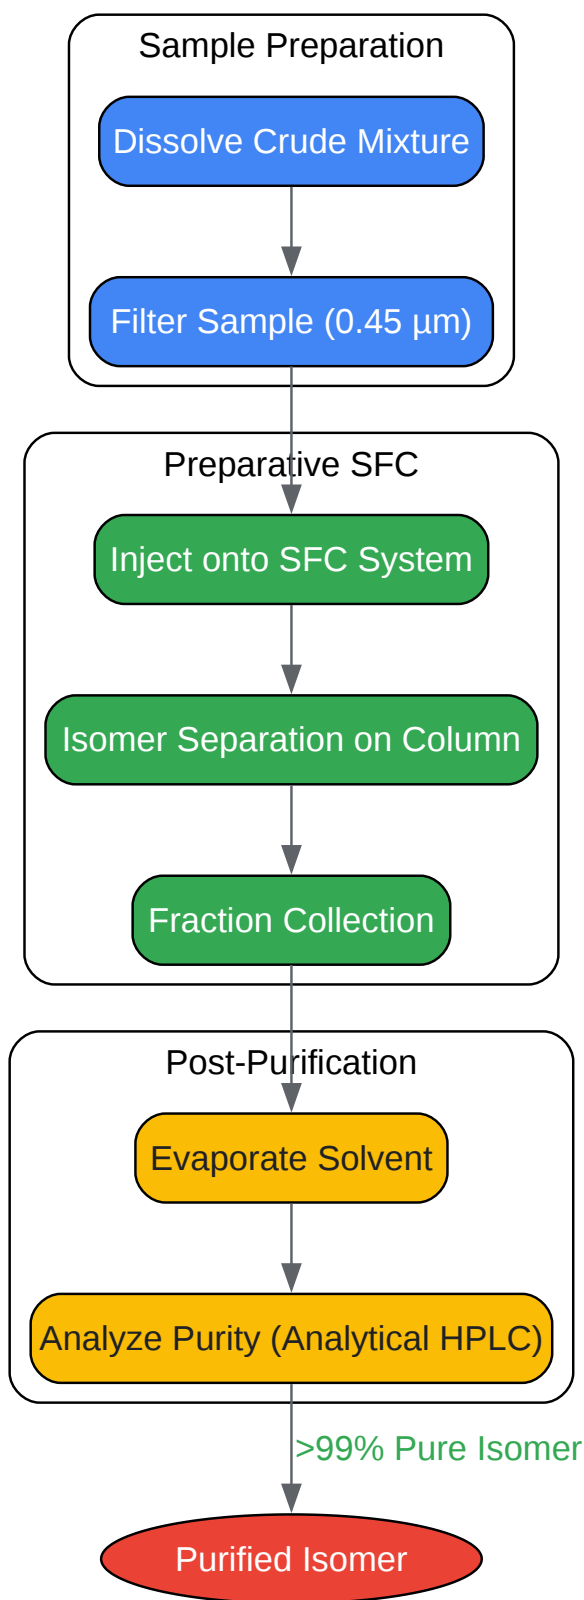 Sample Preparation
Dissolve Crude Mixture
Filter Sample (0.45 µm)
Preparative SFC
Inject onto SFC System
Isomer Separation on Column
Fraction Collection
Post-Purification
Evaporate Solvent
Analyze Purity (Analytical HPLC)
>99% Pure Isomer
Purified Isomer